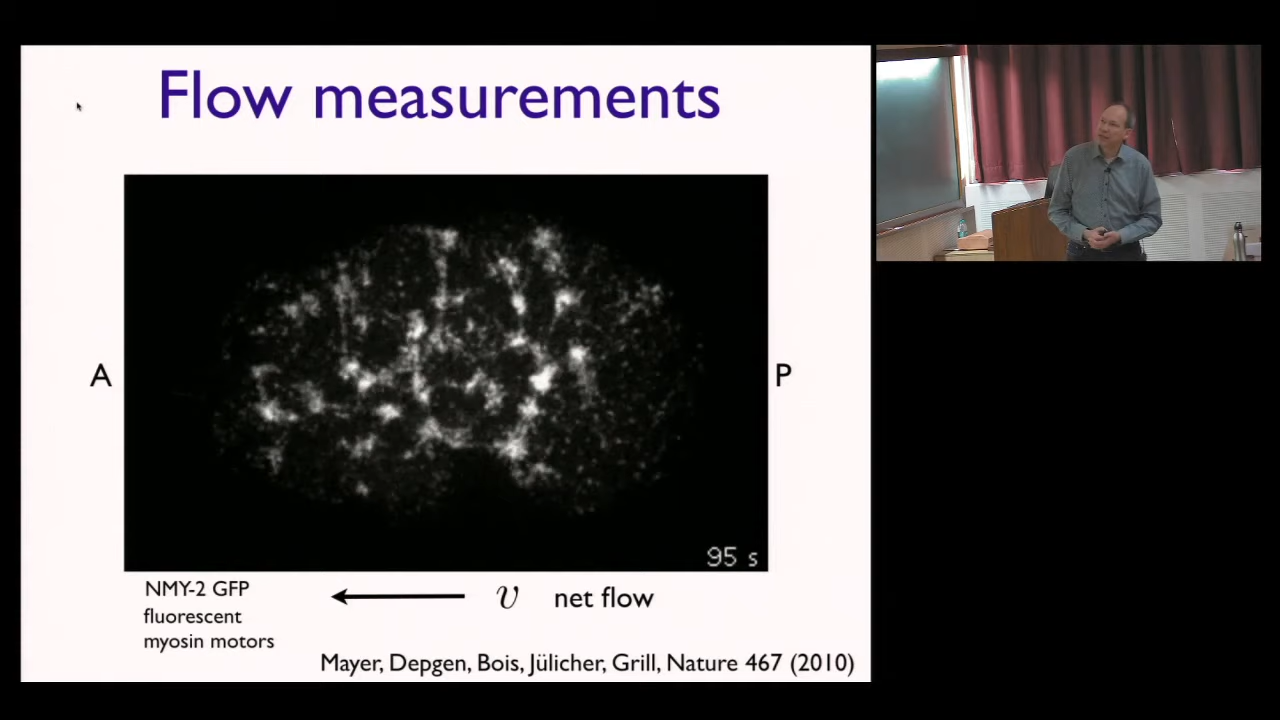 Flow measurements
A
P
95 s
NMY-2 GFP
fluorescent
myosin motors
v net flow
Mayer, Depgen, Bois, Jülicher, Grill, Nature 467 (2010)